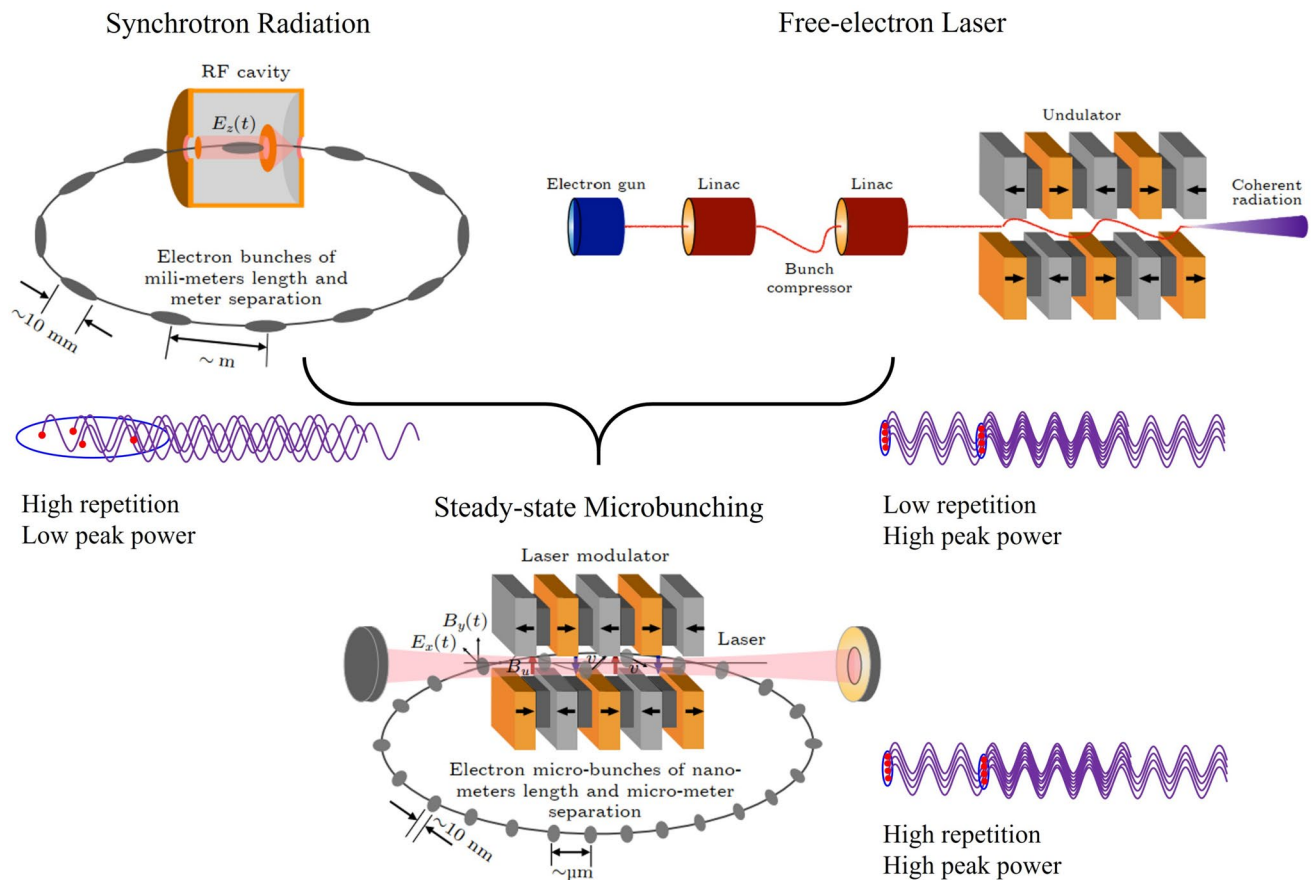 Synchrotron Radiation
RF cavity
E_z(t)
Electron bunches of
mili-meters length and
meter separation
~10 mm
~ m
High repetition
Low peak power
Free-electron Laser
Electron gun
Linac
Bunch
compressor
Linac
Undulator
Coherent
radiation
Low repetition
High peak power
Steady-state Microbunching
Laser modulator
B_y(t)
E_x(t)
B_u
v
v
Laser
Electron micro-bunches of nano-
meters length and micro-meter
separation
~10 nm
~μm
High repetition
High peak power